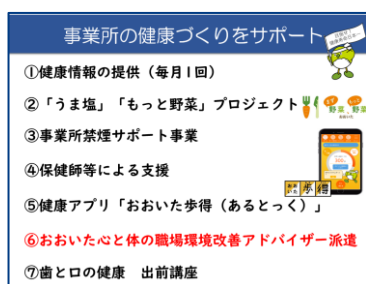 事業所の健康づくりをサポート
①健康情報の提供（毎月1回）
②「うま塩」「もっと野菜」プロジェクト
③事業所禁煙サポート事業
④保健師等による支援
⑤健康アプリ「おおいた歩得（あるとっく）」
おおいた歩得
⑥おおいた心と体の職場環境改善アドバイザー派遣
⑦歯と口の健康　出前講座